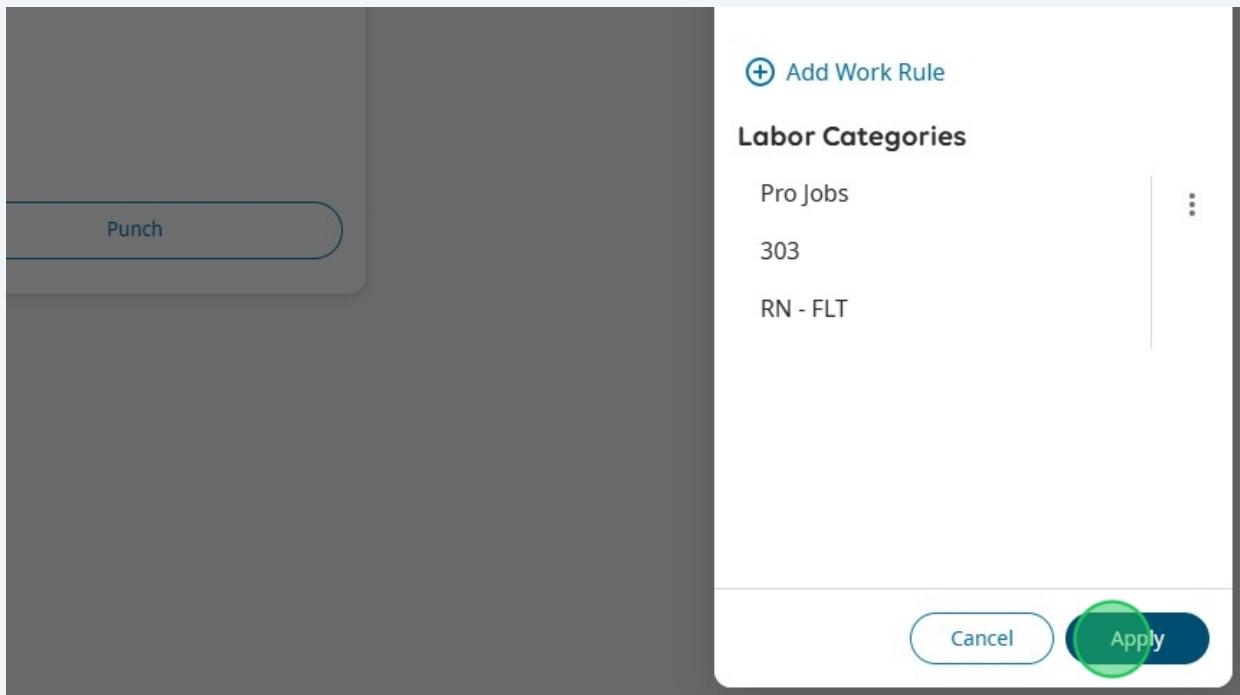 Add Work Rule
Labor Categories
Pro Jobs
303
RN - FLT
Punch
Cancel
Apply